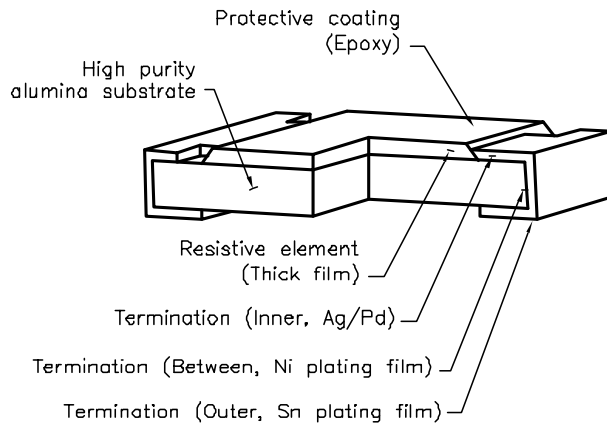 Protective coating
(Epoxy)
High purity
alumina substrate
Resistive element
(Thick film)
Termination (Inner, Ag/Pd)
Termination (Between, Ni plating film)
Termination (Outer, Sn plating film)